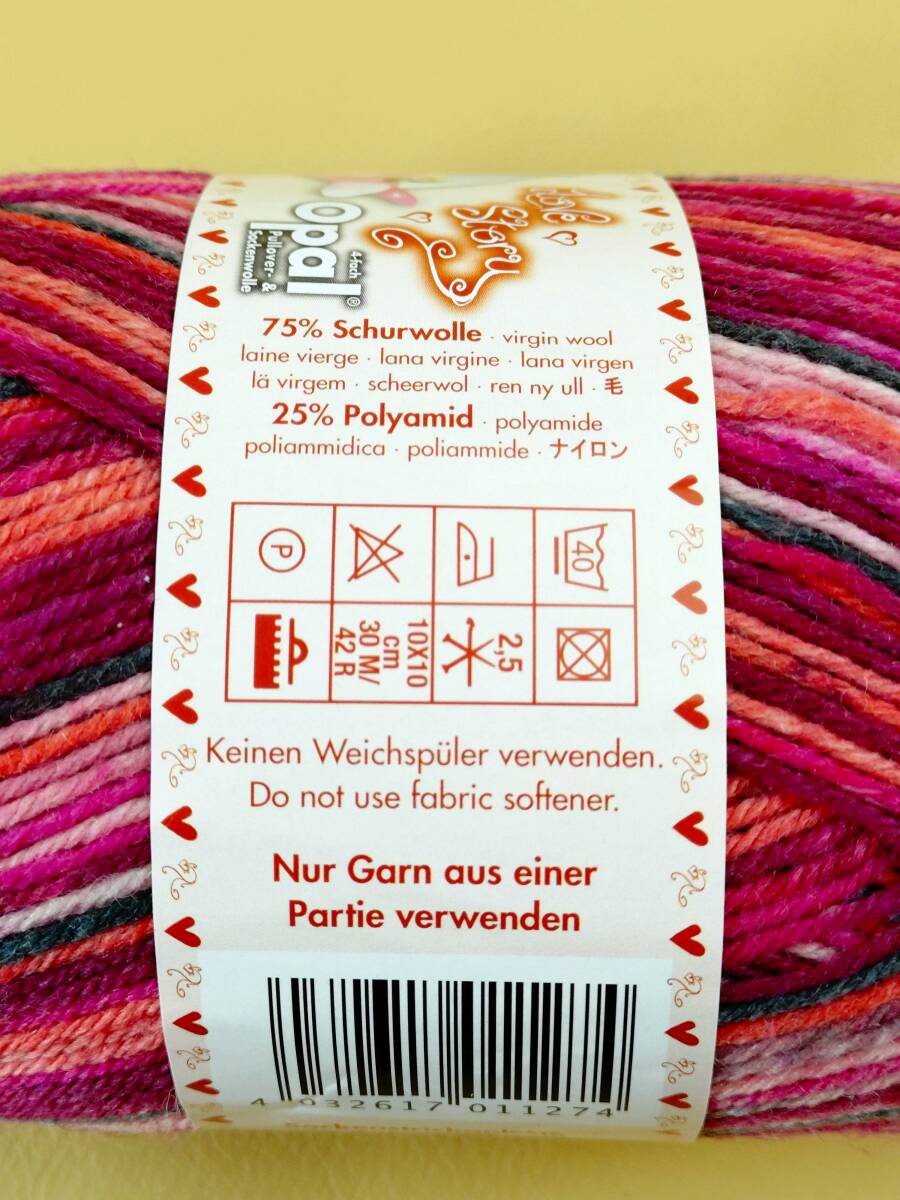 Love
Story
Opal®
4-fach
Pullover- &
Sockenwolle
75% Schurwolle · virgin wool
laine vierge · lana virgine · lana virgen
lä virgem · scheerwol · ren ny ull · 毛
25% Polyamid · polyamide
poliammidica · poliammide · ナイロン
40
P
2,5
10X10
cm
30 M/
42 R
Keinen Weichspüler verwenden.
Do not use fabric softener.
Nur Garn aus einer
Partie verwenden
4 032617 011274